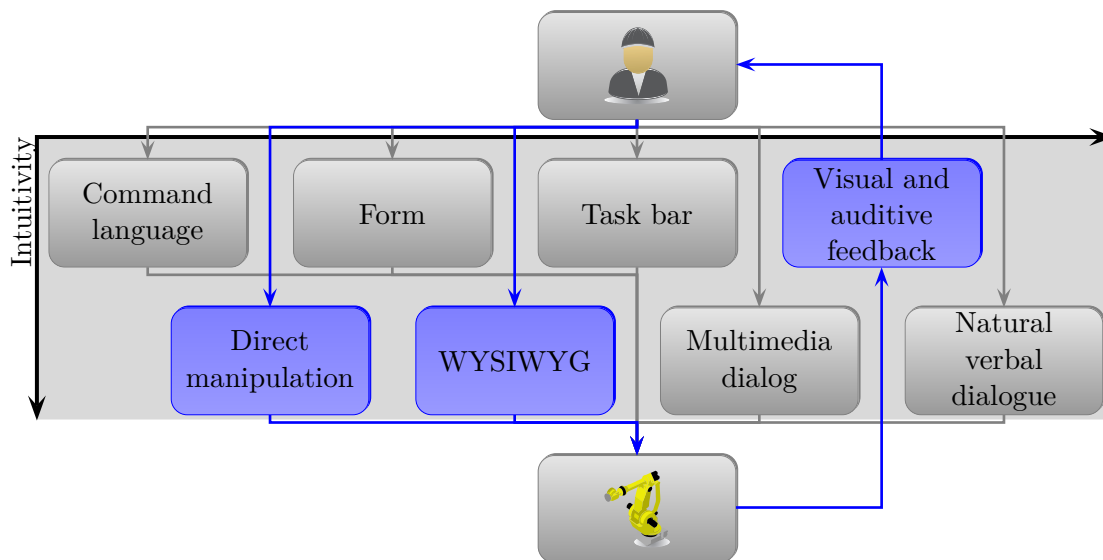 Intuitivity
Command
language
Form
Task bar
Visual and
auditive
feedback
Direct
manipulation
WYSIWYG
Multimedia
dialog
Natural
verbal
dialogue